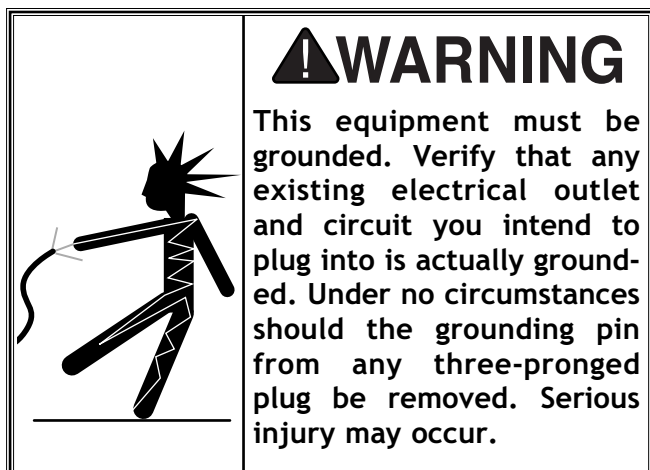 WARNING
This equipment must be
grounded. Verify that any
existing electrical outlet
and circuit you intend to
plug into is actually ground-
ed. Under no circumstances
should the grounding pin
from any three-pronged
plug be removed. Serious
injury may occur.